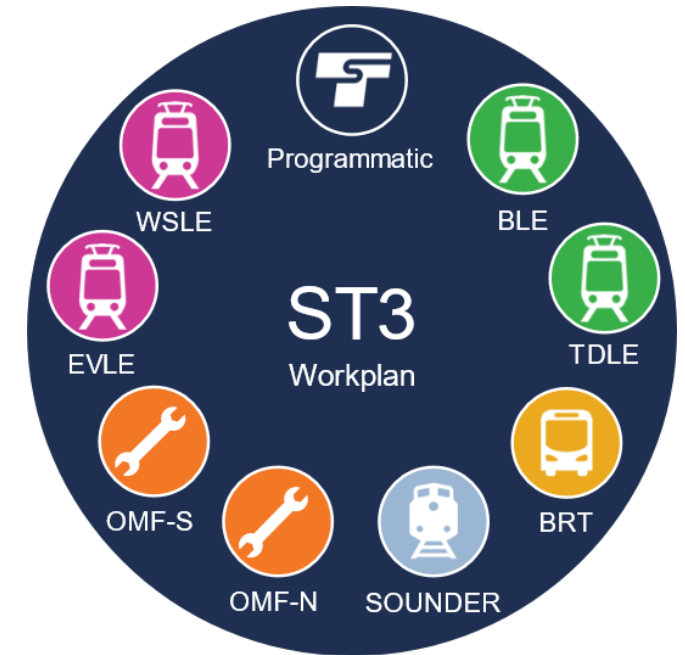 Programmatic
WSLE
BLE
EVLE
ST3
Workplan
TDLE
OMF-S
BRT
OMF-N
SOUNDER